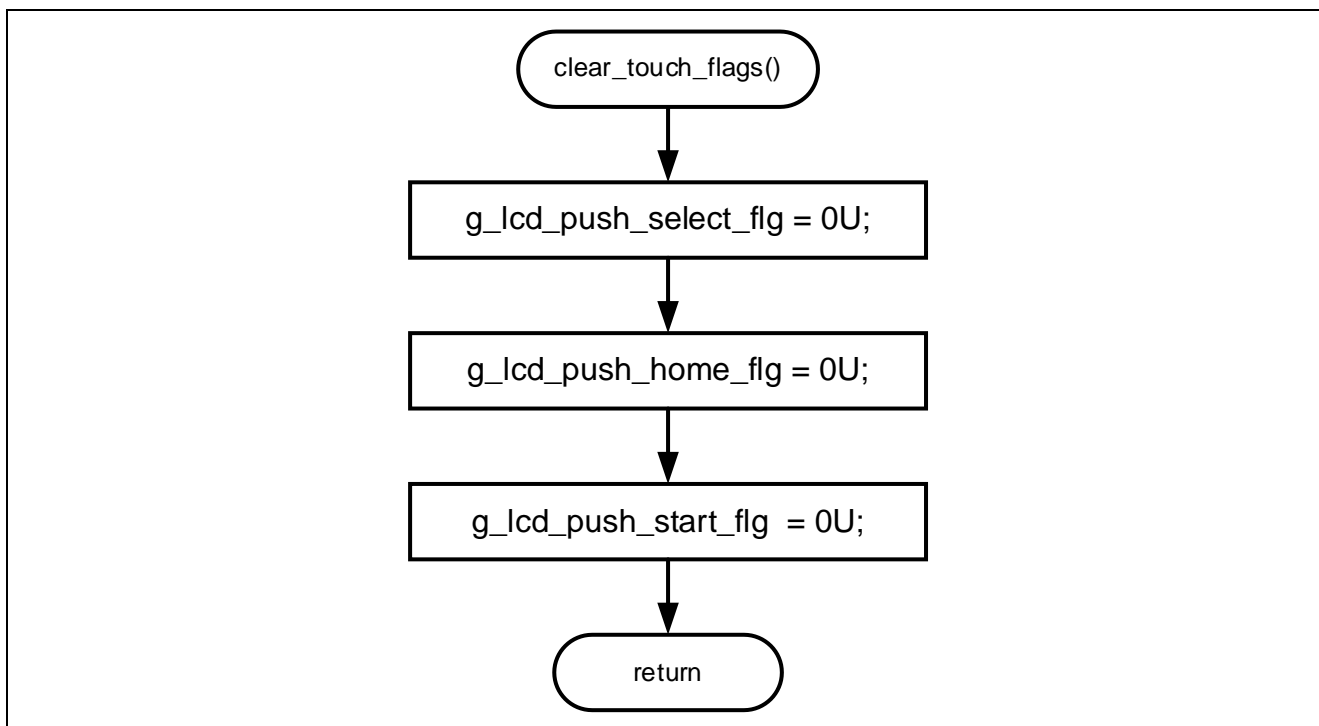 clear_touch_flags()
g_lcd_push_select_flg = 0U;
g_lcd_push_home_flg = 0U;
g_lcd_push_start_flg  = 0U;
return